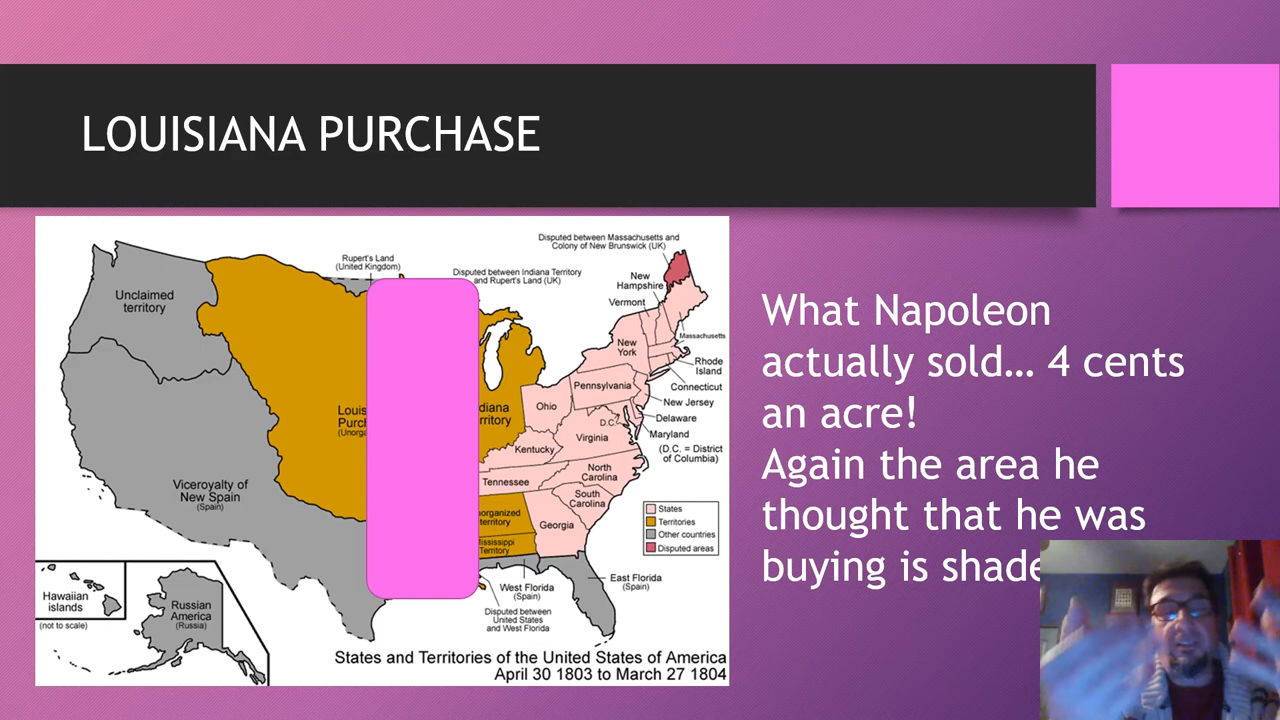 LOUISIANA PURCHASE
Disputed between Massachusetts and
Colony of New Brunswick (UK)
Rupert's Land
(United Kingdom)
Disputed between Indiana Territory
and Rupert's Land (UK)
New
Hampshire
Vermont
Unclaimed
territory
Massachusetts
New
York
Rhode
Island
Pennsylvania
Connecticut
New Jersey
Ohio
Delaware
D.C.
Maryland
Virginia
(D.C. = District
of Columbia)
Kentucky
North
Carolina
Tennessee
South
Carolina
Viceroyalty of
New Spain
(Spain)
Georgia
States
Territories
Other countries
Disputed areas
West Florida
(Spain)
East Florida
(Spain)
Disputed between
United States
and West Florida
Hawaiian
islands
(not to scale)
Russian
America
(Russia)
States and Territories of the United States of America
April 30 1803 to March 27 1804
What Napoleon
actually sold... 4 cents
an acre!
Again the area he
thought that he was
buying is